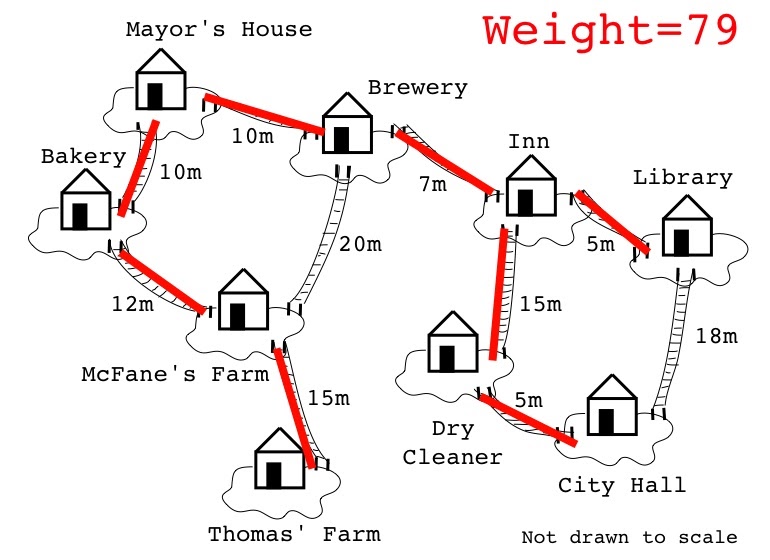 Weight=79
Mayor's House
Brewery
10m
Inn
Bakery
10m
7m
Library
20m
5m
12m
15m
18m
McFane's Farm
15m
5m
Dry
Cleaner
City Hall
Thomas' Farm
Not drawn to scale